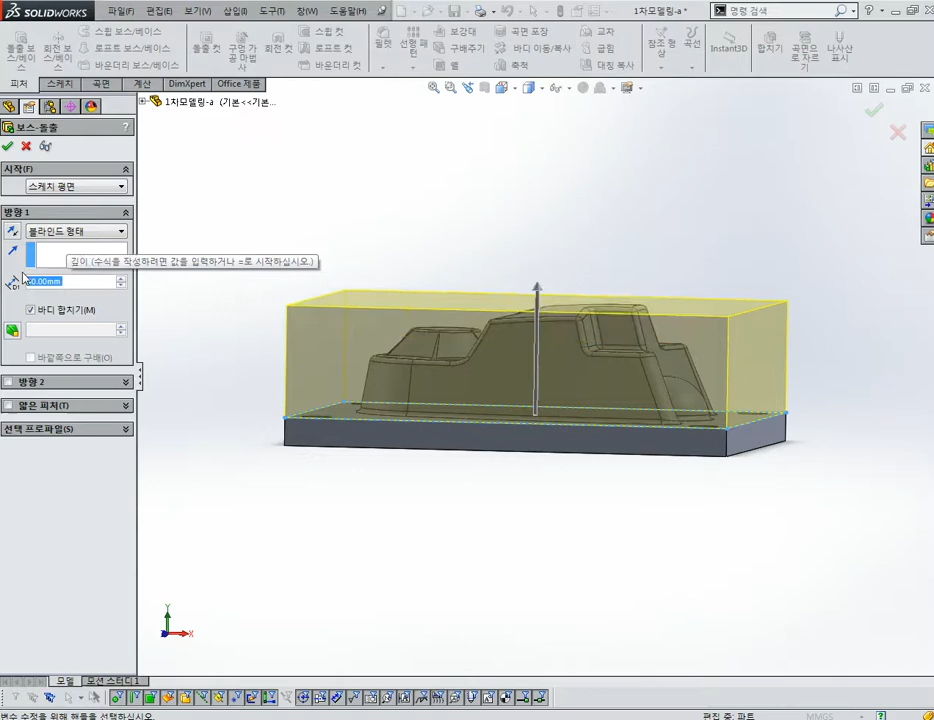 SOLIDWORKS 파일(F) 편집(E) 보기(V) 삽입(I) 도구(T) 창(W) 도움말(H) 1차모델링-a * 명령 검색
돌출 보스/베이스 회전 보스/베이스 스윕 보스/베이스 로프트 보스/베이스 바운더리 보스/베이스
돌출 컷 구멍 가공 마법사 회전 컷 스윕 컷 로프트 컷 바운더리 컷
필렛 선형 패턴 보강대 구배주기 쉘
곡면 포장 바디 이동/복사 축척 교차 굽힘 대칭 복사
참조 형상 곡선 Instant3D 합치기 곡면으로 자르기 나사산 표시
피처 스케치 곡면 계산 DimXpert Office 제품
1차모델링-a (기본<<기본...
보스-돌출 ?
시작(F)
스케치 평면
방향 1
블라인드 형태
깊이 (수식을 작성하려면 값을 입력하거나 =로 시작하십시오.)
0.00mm
D1
바디 합치기(M)
바깥쪽으로 구배(O)
방향 2
얇은 피처(T)
선택 프로파일(S)
Y
X
모델 모션 스터디 1
변수 수정을 위해 핸들을 선택하십시오. 편집 중: 파트 MMGS